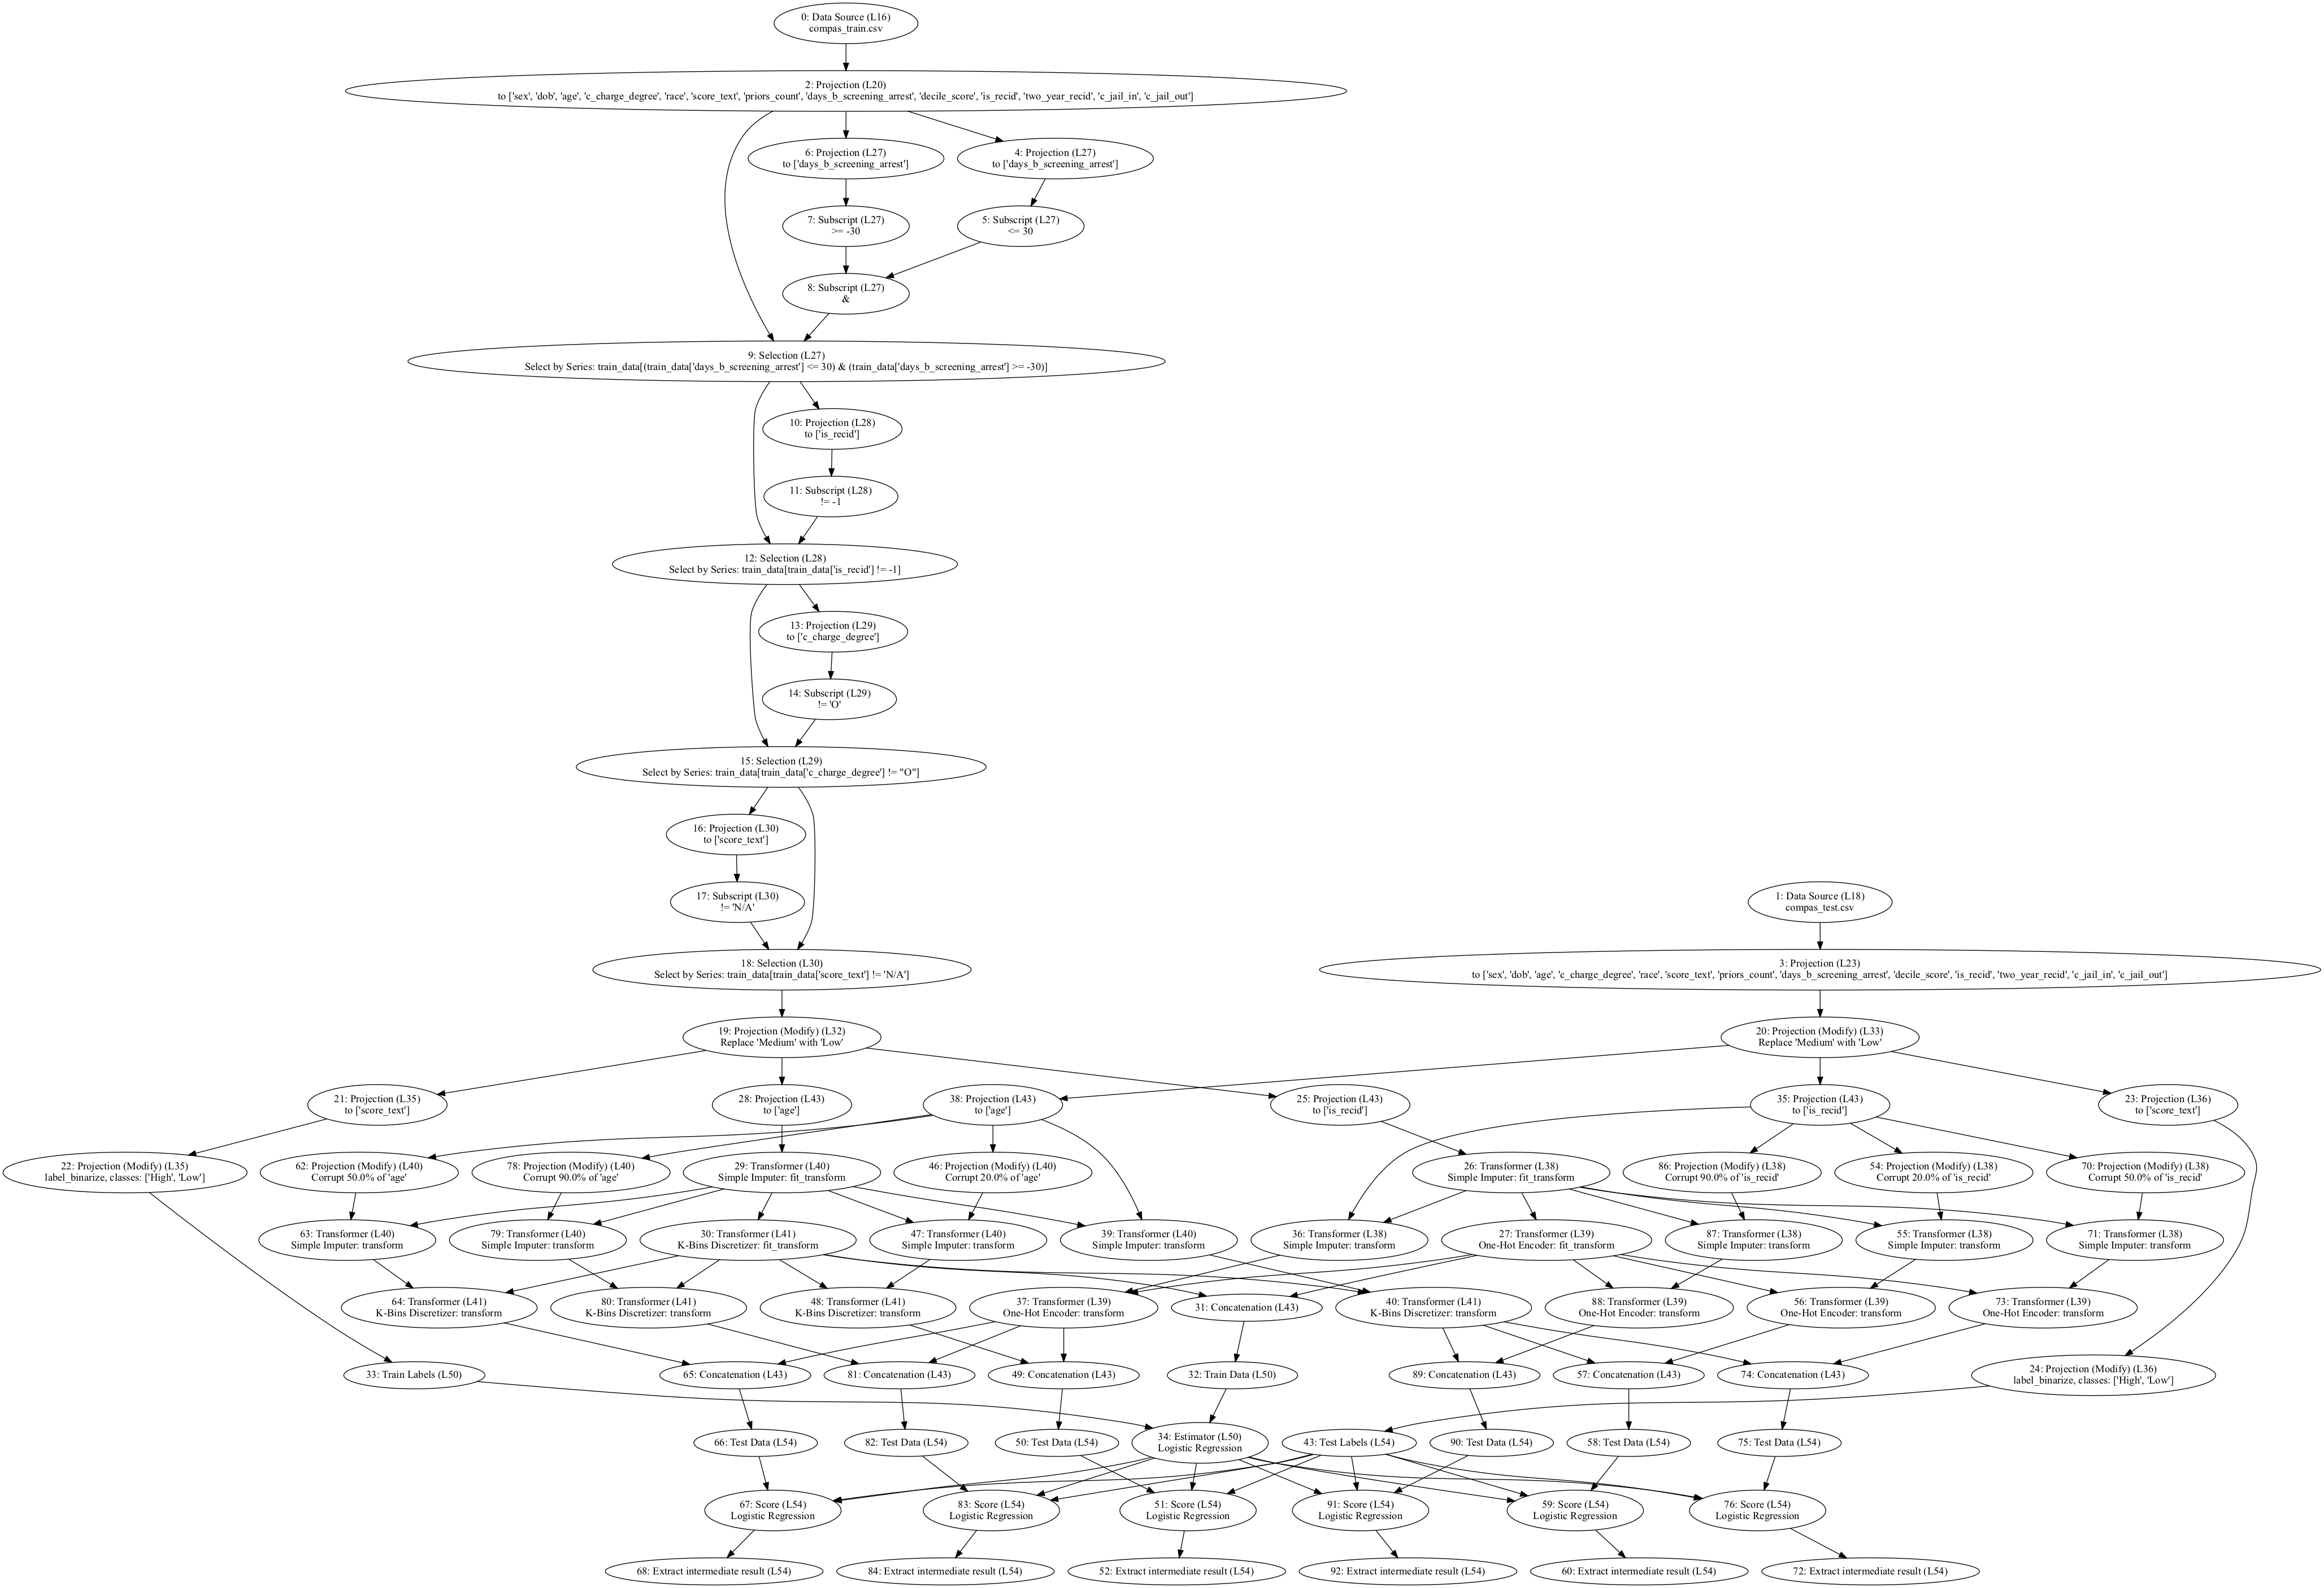 0: Data Source (L16)
compas_train.csv
2: Projection (L20)
to ['sex', 'dob', 'age', 'c_charge_degree', 'race', 'score_text', 'priors_count', 'days_b_screening_arrest', 'decile_score', 'is_recid', 'two_year_recid', 'c_jail_in', 'c_jail_out']
6: Projection (L27)
to ['days_b_screening_arrest']
4: Projection (L27)
to ['days_b_screening_arrest']
7: Subscript (L27)
>= -30
5: Subscript (L27)
<= 30
8: Subscript (L27)
&
9: Selection (L27)
Select by Series: train_data[(train_data['days_b_screening_arrest'] <= 30) & (train_data['days_b_screening_arrest'] >= -30)]
10: Projection (L28)
to ['is_recid']
11: Subscript (L28)
!= -1
12: Selection (L28)
Select by Series: train_data[train_data['is_recid'] != -1]
13: Projection (L29)
to ['c_charge_degree']
14: Subscript (L29)
!= 'O'
15: Selection (L29)
Select by Series: train_data[train_data['c_charge_degree'] != "O"]
16: Projection (L30)
to ['score_text']
17: Subscript (L30)
!= 'N/A'
1: Data Source (L18)
compas_test.csv
18: Selection (L30)
Select by Series: train_data[train_data['score_text'] != 'N/A']
3: Projection (L23)
to ['sex', 'dob', 'age', 'c_charge_degree', 'race', 'score_text', 'priors_count', 'days_b_screening_arrest', 'decile_score', 'is_recid', 'two_year_recid', 'c_jail_in', 'c_jail_out']
19: Projection (Modify) (L32)
Replace 'Medium' with 'Low'
20: Projection (Modify) (L33)
Replace 'Medium' with 'Low'
21: Projection (L35)
to ['score_text']
28: Projection (L43)
to ['age']
38: Projection (L43)
to ['age']
25: Projection (L43)
to ['is_recid']
35: Projection (L43)
to ['is_recid']
23: Projection (L36)
to ['score_text']
22: Projection (Modify) (L35)
label_binarize, classes: ['High', 'Low']
62: Projection (Modify) (L40)
Corrupt 50.0% of 'age'
78: Projection (Modify) (L40)
Corrupt 90.0% of 'age'
29: Transformer (L40)
Simple Imputer: fit_transform
46: Projection (Modify) (L40)
Corrupt 20.0% of 'age'
26: Transformer (L38)
Simple Imputer: fit_transform
86: Projection (Modify) (L38)
Corrupt 90.0% of 'is_recid'
54: Projection (Modify) (L38)
Corrupt 20.0% of 'is_recid'
70: Projection (Modify) (L38)
Corrupt 50.0% of 'is_recid'
63: Transformer (L40)
Simple Imputer: transform
79: Transformer (L40)
Simple Imputer: transform
30: Transformer (L41)
K-Bins Discretizer: fit_transform
47: Transformer (L40)
Simple Imputer: transform
39: Transformer (L40)
Simple Imputer: transform
36: Transformer (L38)
Simple Imputer: transform
27: Transformer (L39)
One-Hot Encoder: fit_transform
87: Transformer (L38)
Simple Imputer: transform
55: Transformer (L38)
Simple Imputer: transform
71: Transformer (L38)
Simple Imputer: transform
64: Transformer (L41)
K-Bins Discretizer: transform
80: Transformer (L41)
K-Bins Discretizer: transform
48: Transformer (L41)
K-Bins Discretizer: transform
37: Transformer (L39)
One-Hot Encoder: transform
31: Concatenation (L43)
40: Transformer (L41)
K-Bins Discretizer: transform
88: Transformer (L39)
One-Hot Encoder: transform
56: Transformer (L39)
One-Hot Encoder: transform
73: Transformer (L39)
One-Hot Encoder: transform
33: Train Labels (L50)
65: Concatenation (L43)
81: Concatenation (L43)
49: Concatenation (L43)
32: Train Data (L50)
89: Concatenation (L43)
57: Concatenation (L43)
74: Concatenation (L43)
24: Projection (Modify) (L36)
label_binarize, classes: ['High', 'Low']
66: Test Data (L54)
82: Test Data (L54)
50: Test Data (L54)
34: Estimator (L50)
Logistic Regression
43: Test Labels (L54)
90: Test Data (L54)
58: Test Data (L54)
75: Test Data (L54)
67: Score (L54)
Logistic Regression
83: Score (L54)
Logistic Regression
51: Score (L54)
Logistic Regression
91: Score (L54)
Logistic Regression
59: Score (L54)
Logistic Regression
76: Score (L54)
Logistic Regression
68: Extract intermediate result (L54)
84: Extract intermediate result (L54)
52: Extract intermediate result (L54)
92: Extract intermediate result (L54)
60: Extract intermediate result (L54)
72: Extract intermediate result (L54)